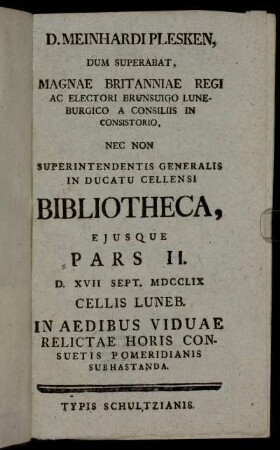 D. MEINHARDI PLESKEN,
DUM SUPERABAT,
MAGNAE BRITANNIAE REGI
AC ELECTORI BRUNSUIGO LUNE-
BURGICO A CONSILIIS IN
CONSISTORIO,
NEC NON
SUPERINTENDENTIS GENERALIS
IN DUCATU CELLENSI
BIBLIOTHECA,
EJUSQUE
PARS II.
D. XVII SEPT. MDCCLIX
CELLIS LUNEB.
IN AEDIBUS VIDUAE
RELICTAE HORIS CON-
SUETIS POMERIDIANIS
SUBHASTANDA.
TYPIS SCHULTZIANIS.